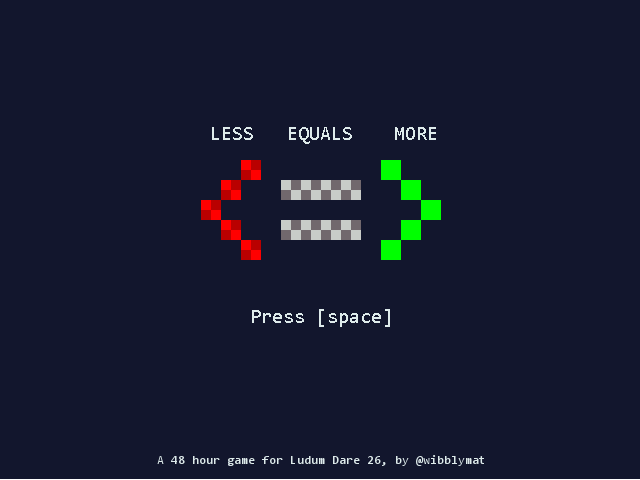 LESS EQUALS MORE
Press [space]
A 48 hour game for Ludum Dare 26, by @wibblymat